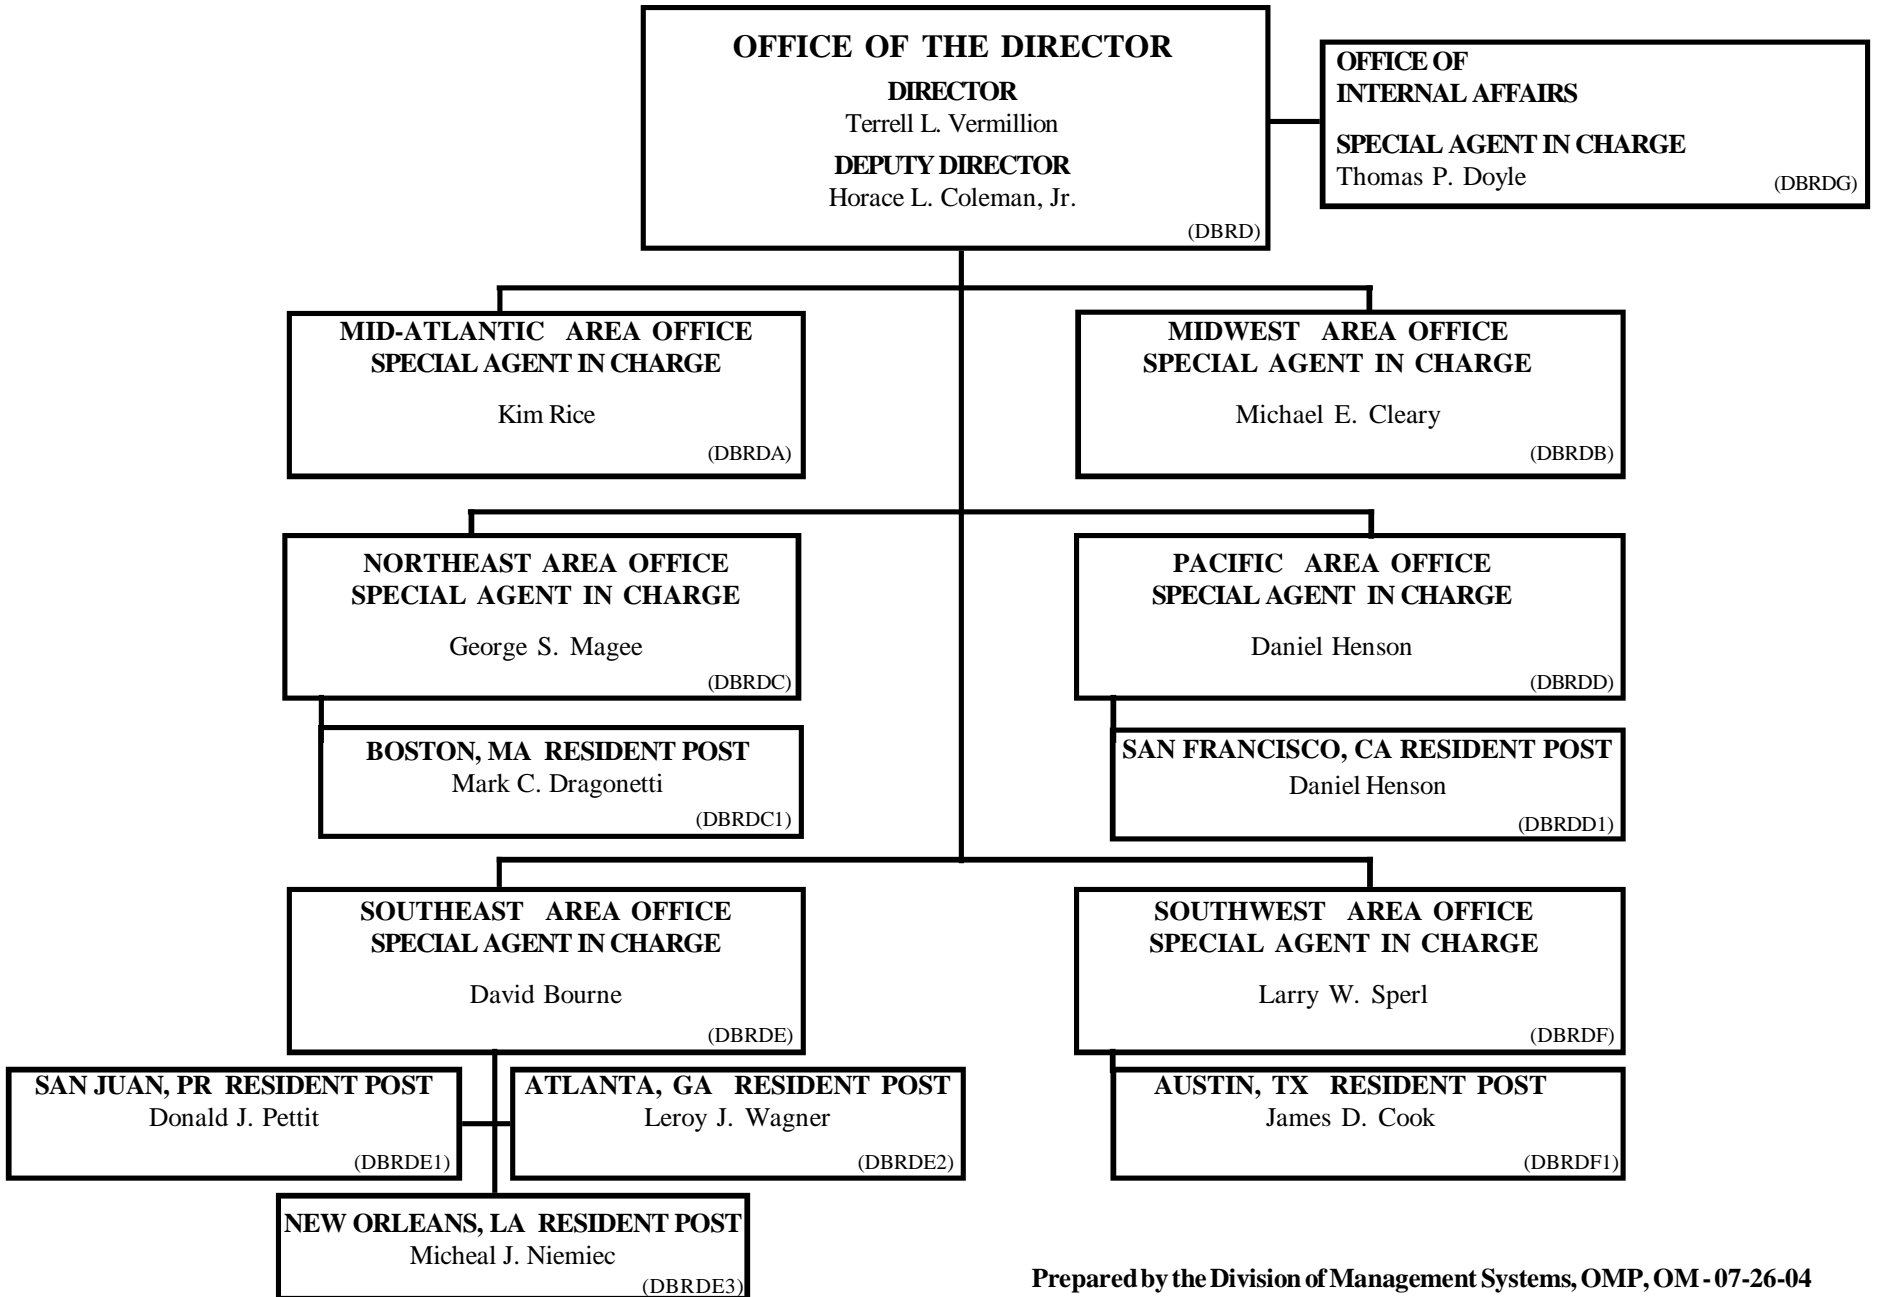 OFFICE OF THE DIRECTOR
DIRECTOR
Terrell L. Vermillion
DEPUTY DIRECTOR
Horace L. Coleman, Jr.
(DBRD)
OFFICE OF
INTERNAL AFFAIRS
SPECIAL AGENT IN CHARGE
Thomas P. Doyle
(DBRDG)
MID-ATLANTIC AREA OFFICE
SPECIAL AGENT IN CHARGE
Kim Rice
(DBRDA)
MIDWEST AREA OFFICE
SPECIAL AGENT IN CHARGE
Michael E. Cleary
(DBRDB)
NORTHEAST AREA OFFICE
SPECIAL AGENT IN CHARGE
George S. Magee
(DBRDC)
BOSTON, MA RESIDENT POST
Mark C. Dragonetti
(DBRDC1)
PACIFIC AREA OFFICE
SPECIAL AGENT IN CHARGE
Daniel Henson
(DBRDD)
SAN FRANCISCO, CA RESIDENT POST
Daniel Henson
(DBRDD1)
SOUTHEAST AREA OFFICE
SPECIAL AGENT IN CHARGE
David Bourne
(DBRDE)
SAN JUAN, PR RESIDENT POST
Donald J. Pettit
(DBRDE1)
ATLANTA, GA RESIDENT POST
Leroy J. Wagner
(DBRDE2)
NEW ORLEANS, LA RESIDENT POST
Micheal J. Niemiec
(DBRDE3)
SOUTHWEST AREA OFFICE
SPECIAL AGENT IN CHARGE
Larry W. Sperl
(DBRDF)
AUSTIN, TX RESIDENT POST
James D. Cook
(DBRDF1)
Prepared by the Division of Management Systems, OMP, OM - 07-26-04